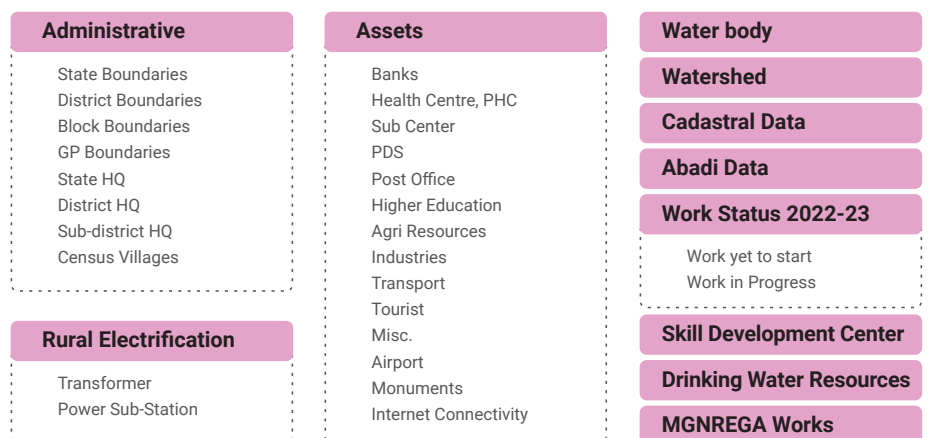 Administrative
State Boundaries
District Boundaries
Block Boundaries
GP Boundaries
State HQ
District HQ
Sub-district HQ
Census Villages
Rural Electrification
Transformer
Power Sub-Station
Assets
Banks
Health Centre, PHC
Sub Center
PDS
Post Office
Higher Education
Agri Resources
Industries
Transport
Tourist
Misc.
Airport
Monuments
Internet Connectivity
Water body
Watershed
Cadastral Data
Abadi Data
Work Status 2022-23
Work yet to start
Work in Progress
Skill Development Center
Drinking Water Resources
MGNREGA Works